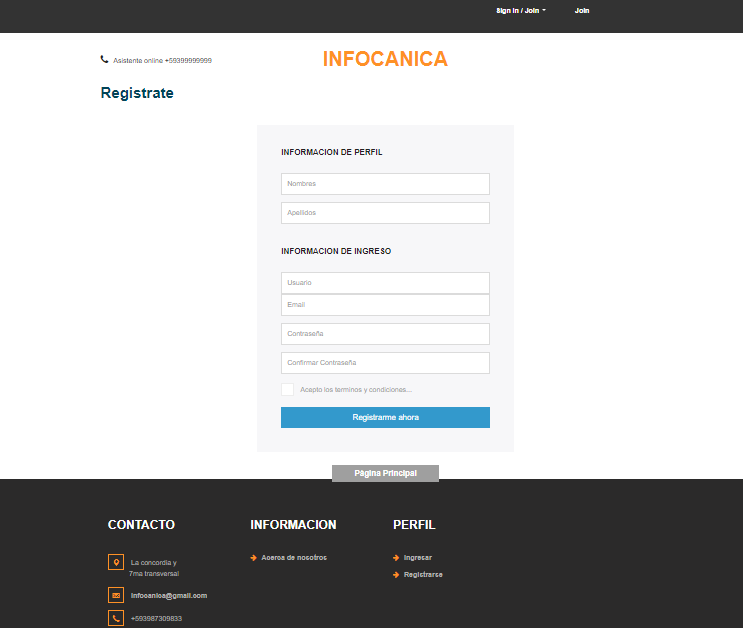 Sign in / Join
Join
Asistente online +59399999999
INFOCANICA
Registrate
INFORMACION DE PERFIL
Nombres
Apellidos
INFORMACION DE INGRESO
Usuario
Email
Contraseña
Confirmar Contraseña
Acepto los terminos y condiciones...
Registrarme ahora
Página Principal
CONTACTO
La concordia y
7ma transversal
infocanica@gmail.com
+593987309833
INFORMACION
Acerca de nosotros
PERFIL
Ingresar
Registrarse